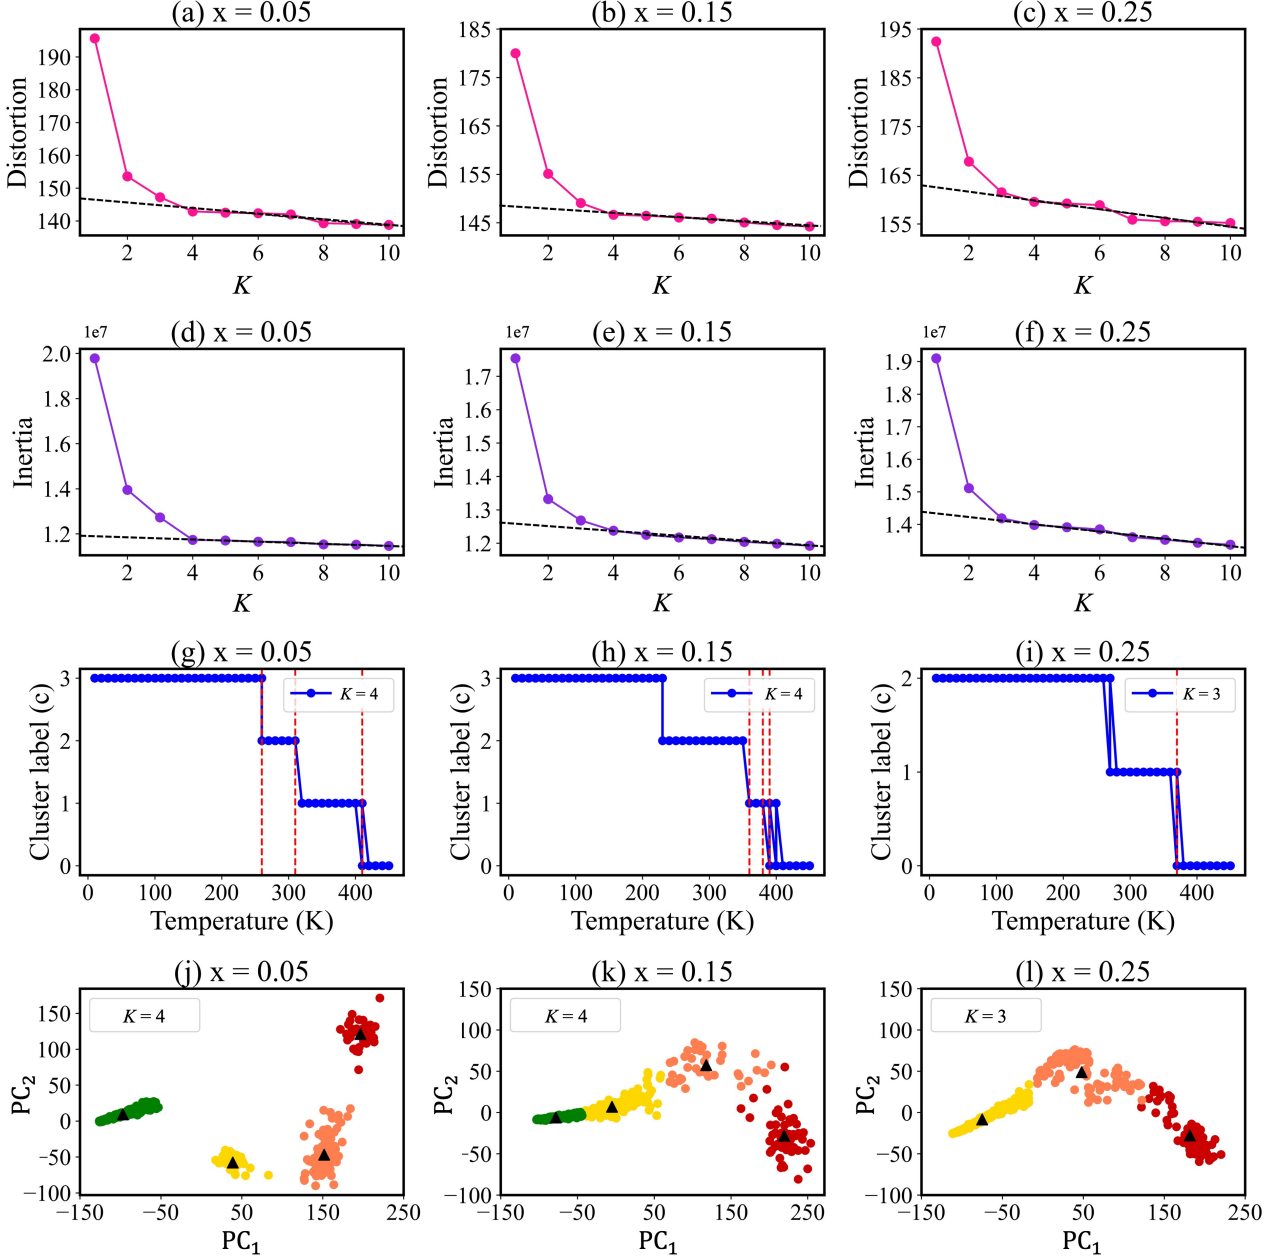 (a) x = 0.05
(b) x = 0.15
(c) x = 0.25
Distortion
190
180
170
160
150
140
2 4 6 8 10
K
Distortion
185
175
165
155
145
2 4 6 8 10
K
Distortion
195
185
175
165
155
2 4 6 8 10
K
(d) x = 0.05
(e) x = 0.15
(f) x = 0.25
1e7
Inertia
2.0
1.8
1.6
1.4
1.2
2 4 6 8 10
K
1e7
Inertia
1.7
1.6
1.5
1.4
1.3
1.2
2 4 6 8 10
K
1e7
Inertia
1.9
1.8
1.7
1.6
1.5
1.4
2 4 6 8 10
K
(g) x = 0.05
(h) x = 0.15
(i) x = 0.25
Cluster label (c)
3
2
1
0
K = 4
0 100 200 300 400
Temperature (K)
Cluster label (c)
3
2
1
0
K = 4
0 100 200 300 400
Temperature (K)
Cluster label (c)
2
1
0
K = 3
0 100 200 300 400
Temperature (K)
(j) x = 0.05
(k) x = 0.15
(l) x = 0.25
PC2
150
100
50
0
−50
−100
K = 4
−150 −50 50 150 250
PC1
PC2
150
100
50
0
−50
−100
K = 4
−150 −50 50 150 250
PC1
PC2
150
100
50
0
−50
−100
K = 3
−150 −50 50 150 250
PC1